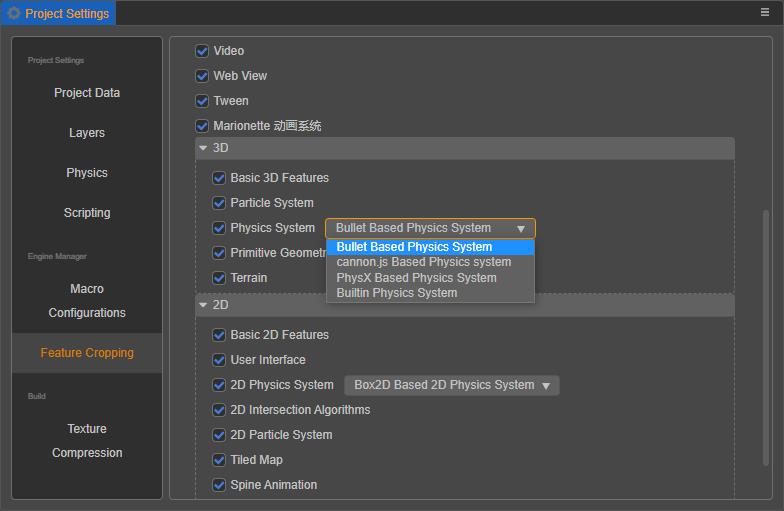 Project Settings
Project Settings
Project Data
Layers
Physics
Scripting
Engine Manager
Macro
Configurations
Feature Cropping
Build
Texture
Compression
Video
Web View
Tween
Marionette 动画系统
3D
Basic 3D Features
Particle System
Physics System Bullet Based Physics System
Bullet Based Physics System
cannon.js Based Physics system
PhysX Based Physics System
Builtin Physics System
Primitive Geometr
Terrain
2D
Basic 2D Features
User Interface
2D Physics System Box2D Based 2D Physics System
2D Intersection Algorithms
2D Particle System
Tiled Map
Spine Animation